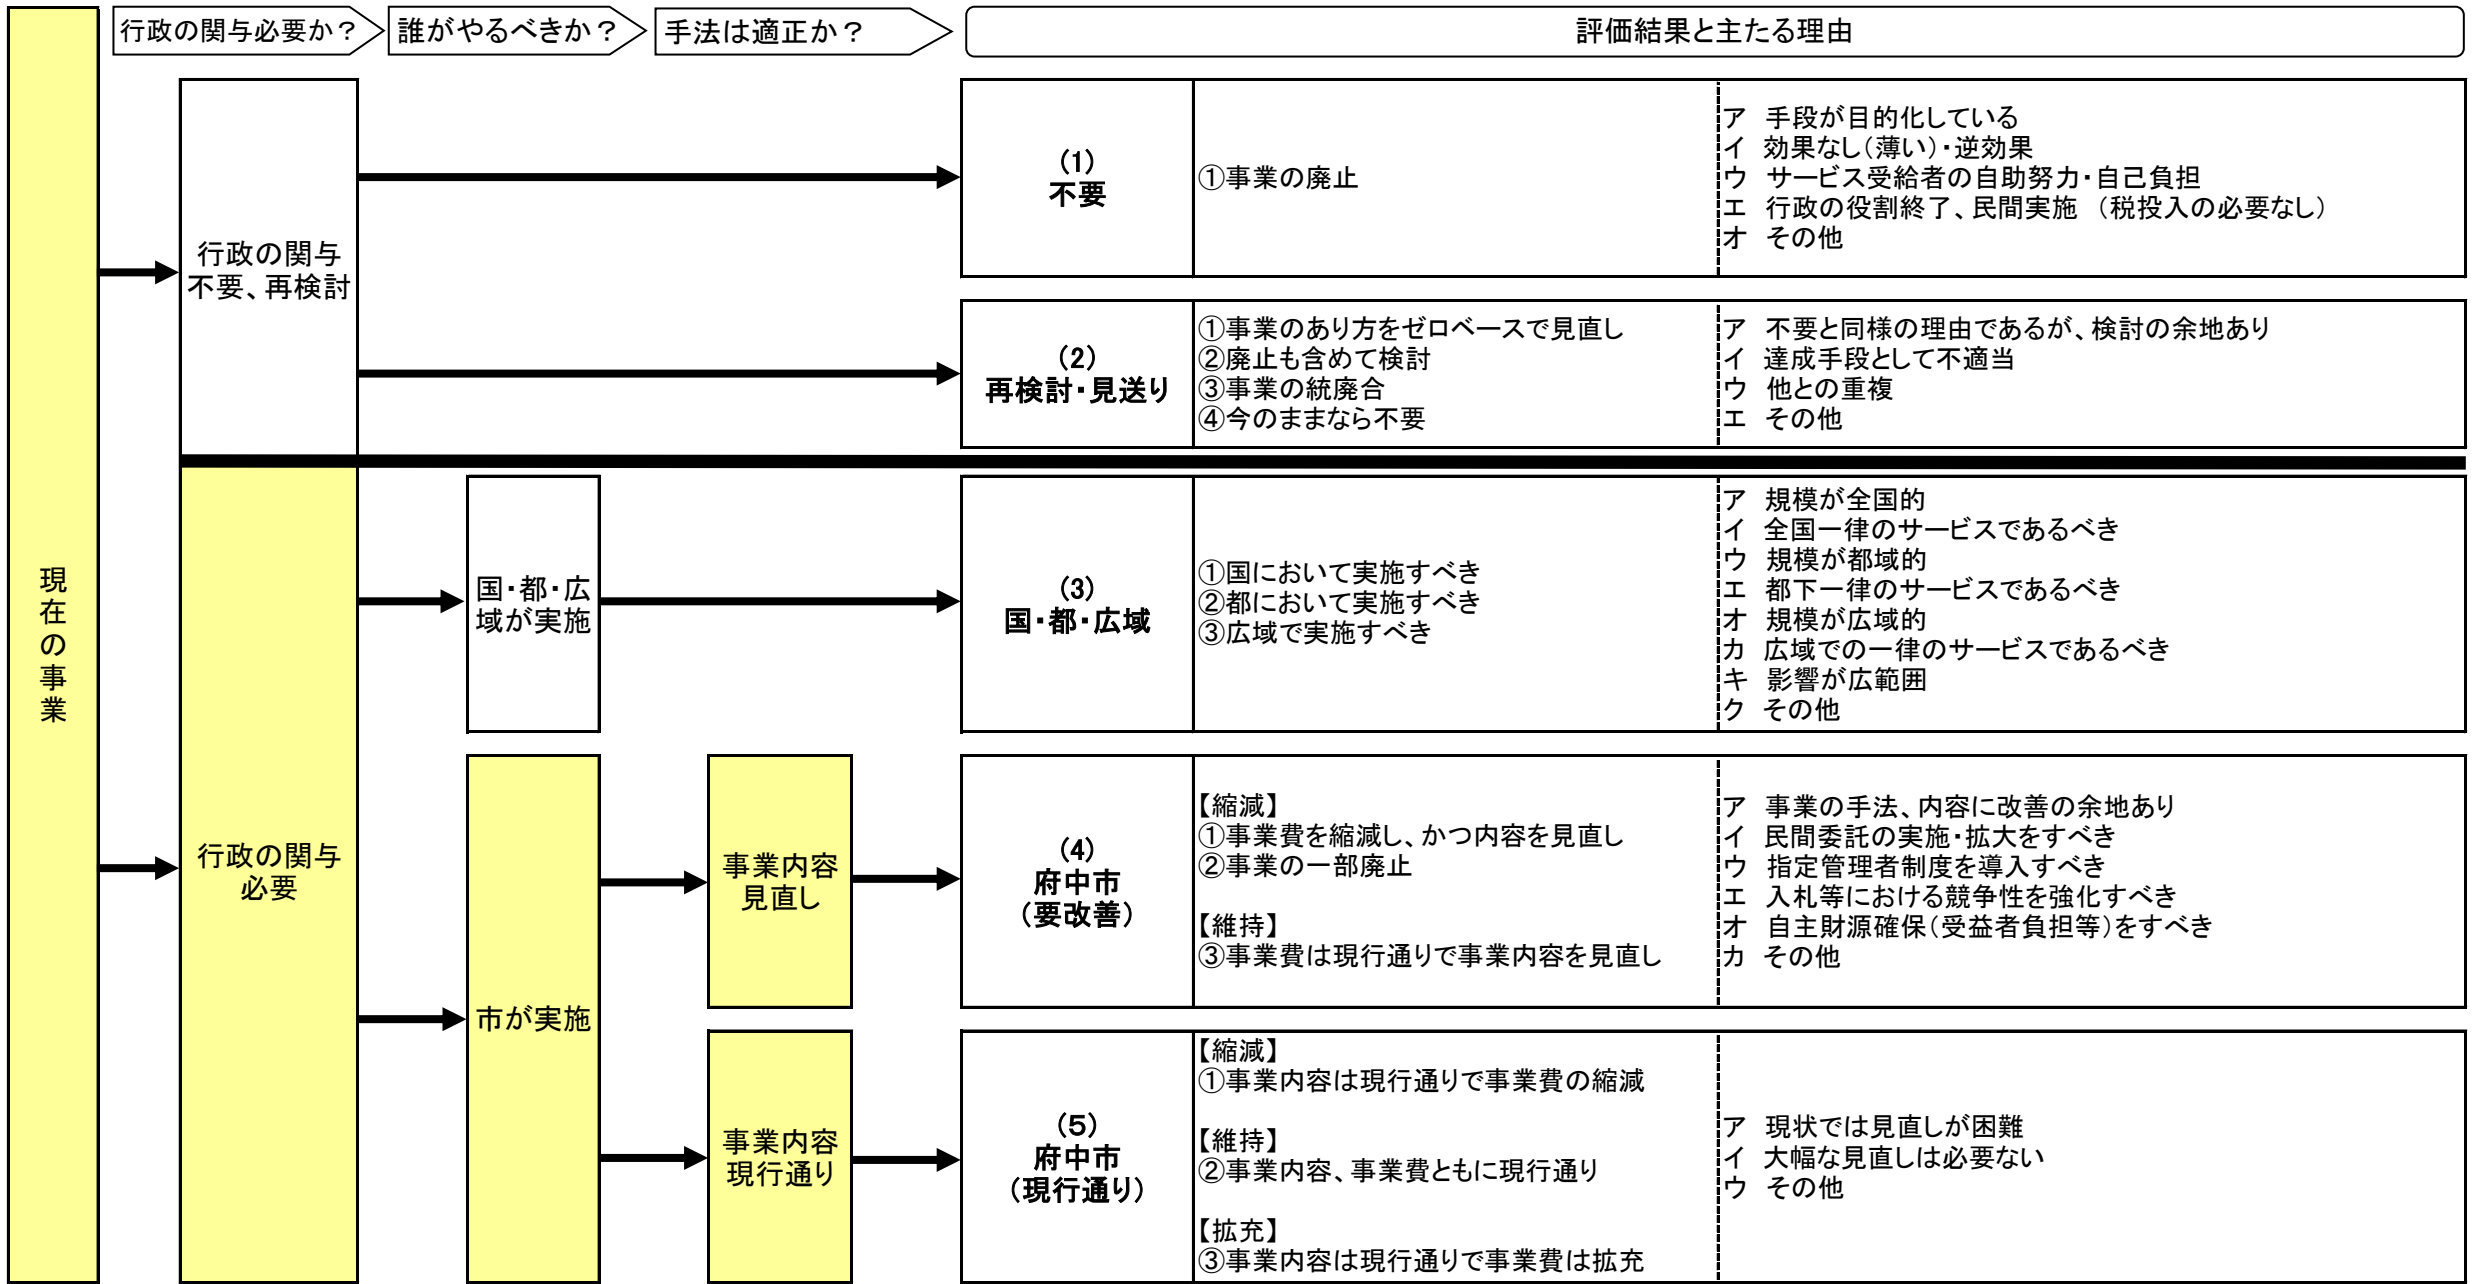 行政の関与必要か？
誰がやるべきか？
手法は適正か？
評価結果と主たる理由
現在の事業
行政の関与
不要、再検討
(1)
不要
①事業の廃止
ア　手段が目的化している
イ　効果なし（薄い）・逆効果
ウ　サービス受給者の自助努力・自己負担
エ　行政の役割終了、民間実施　（税投入の必要なし）
オ　その他
(2)
再検討・見送り
①事業のあり方をゼロベースで見直し
②廃止も含めて検討
③事業の統廃合
④今のままなら不要
ア　不要と同様の理由であるが、検討の余地あり
イ　達成手段として不適当
ウ　他との重複
エ　その他
行政の関与
必要
国・都・広
域が実施
(3)
国・都・広域
①国において実施すべき
②都において実施すべき
③広域で実施すべき
ア　規模が全国的
イ　全国一律のサービスであるべき
ウ　規模が都域的
エ　都下一律のサービスであるべき
オ　規模が広域的
カ　広域での一律のサービスであるべき
キ　影響が広範囲
ク　その他
市が実施
事業内容
見直し
(4)
府中市
（要改善）
【縮減】
①事業費を縮減し、かつ内容を見直し
②事業の一部廃止
【維持】
③事業費は現行通りで事業内容を見直し
ア　事業の手法、内容に改善の余地あり
イ　民間委託の実施・拡大をすべき
ウ　指定管理者制度を導入すべき
エ　入札等における競争性を強化すべき
オ　自主財源確保（受益者負担等）をすべき
カ　その他
事業内容
現行通り
(5)
府中市
（現行通り）
【縮減】
①事業内容は現行通りで事業費の縮減
【維持】
②事業内容、事業費ともに現行通り
【拡充】
③事業内容は現行通りで事業費は拡充
ア　現状では見直しが困難
イ　大幅な見直しは必要ない
ウ　その他